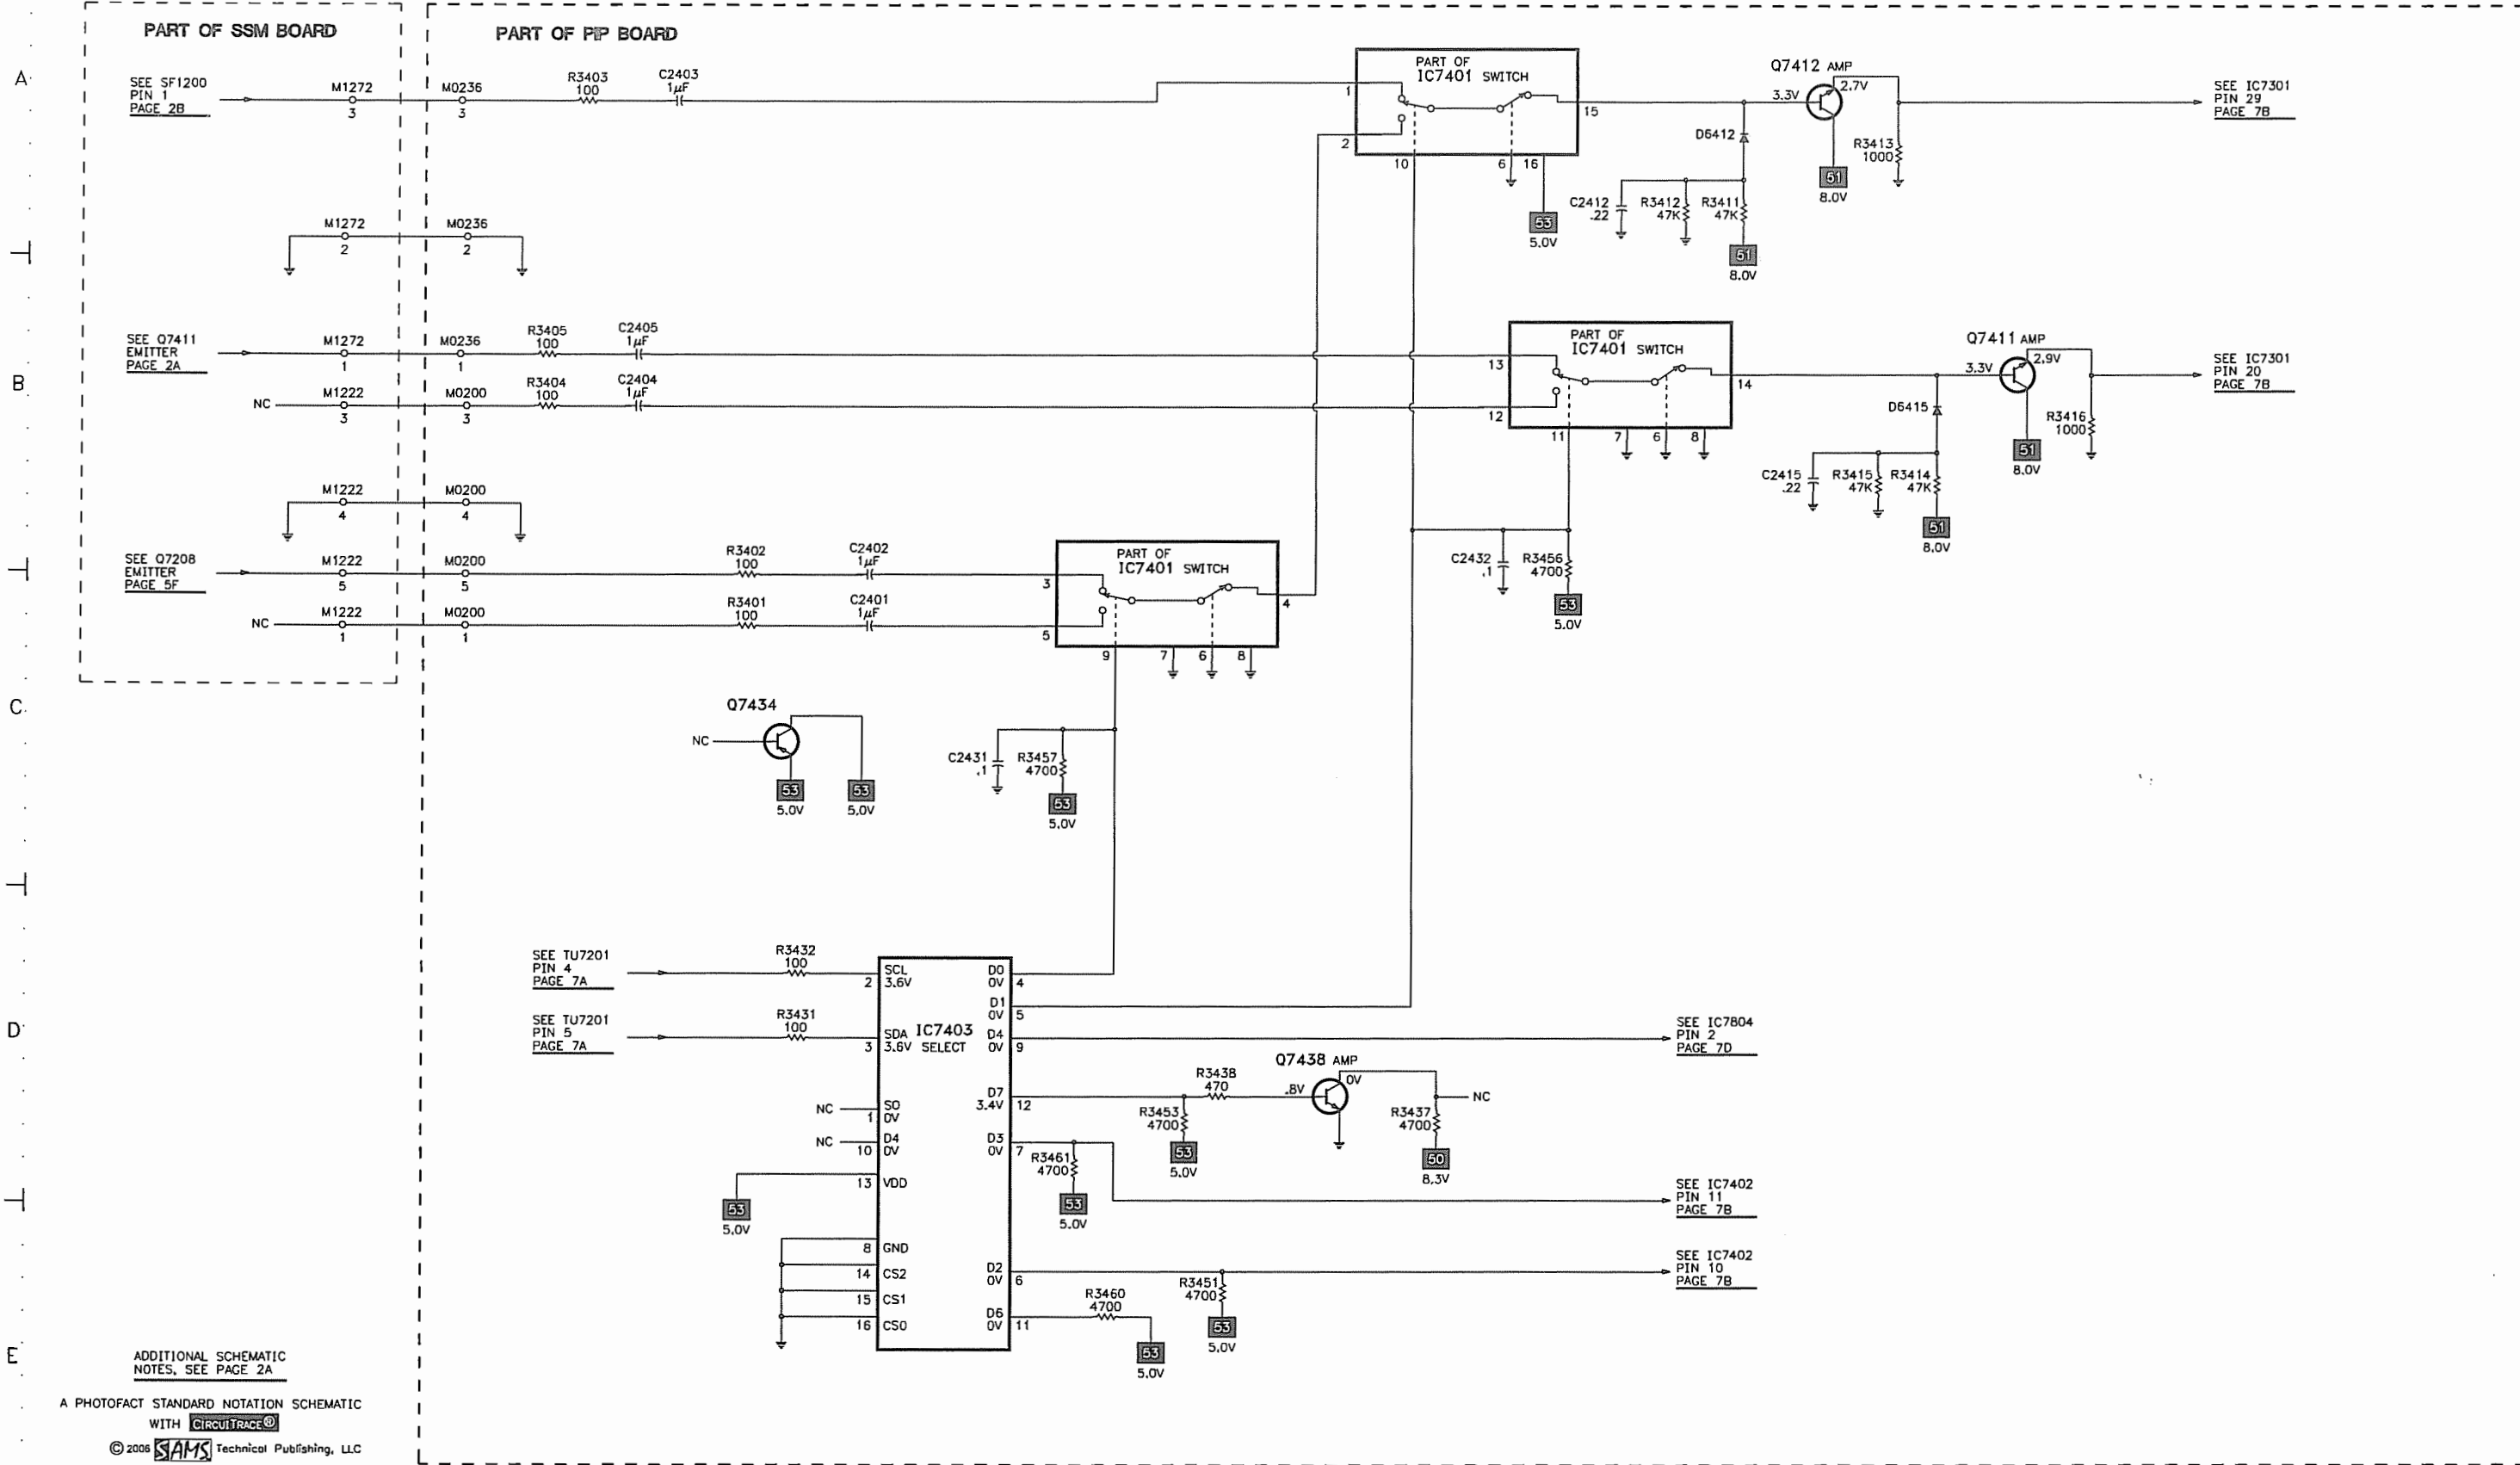 PART OF SSM BOARD
PART OF PIP BOARD
A
SEE SF1200
PIN 1
PAGE 2B
M1272
3
M0236
3
R3403
100
C2403
1µF
PART OF
IC7401 SWITCH
1
2
10
6
16
15
53
5.0V
Q7412 AMP
3.3V
2.7V
D6412
R3413
1000
51
8.0V
C2412
.22
R3412
47K
R3411
47K
51
8.0V
SEE IC7301
PIN 29
PAGE 7B
M1272
2
M0236
2
B
SEE Q7411
EMITTER
PAGE 2A
M1272
1
M0236
1
R3405
100
C2405
1µF
NC
M1222
3
M0200
3
R3404
100
C2404
1µF
PART OF
IC7401 SWITCH
13
12
11
7
6
8
14
Q7411 AMP
3.3V
2.9V
D6415
R3416
1000
51
8.0V
C2415
.22
R3415
47K
R3414
47K
51
8.0V
SEE IC7301
PIN 20
PAGE 7B
M1222
4
M0200
4
SEE Q7208
EMITTER
PAGE 5F
M1222
5
M0200
5
R3402
100
C2402
1µF
NC
M1222
1
M0200
1
R3401
100
C2401
1µF
PART OF
IC7401 SWITCH
3
5
9
7
6
8
4
C2432
.1
R3456
4700
53
5.0V
C
Q7434
NC
53
5.0V
53
5.0V
C2431
.1
R3457
4700
53
5.0V
D
SEE TU7201
PIN 4
PAGE 7A
R3432
100
SEE TU7201
PIN 5
PAGE 7A
R3431
100
IC7403
SELECT
2
SCL
3.6V
3
SDA
3.6V
NC
1
S0
0V
NC
10
D4
0V
13
VDD
53
5.0V
8
GND
14
CS2
15
CS1
16
CS0
D0
0V
4
D1
0V
5
D4
0V
9
D7
3.4V
12
D3
0V
7
D2
0V
6
D6
0V
11
SEE IC7804
PIN 2
PAGE 7D
R3438
470
R3453
4700
53
5.0V
Q7438 AMP
.8V
0V
R3437
4700
NC
50
8.3V
R3461
4700
53
5.0V
SEE IC7402
PIN 11
PAGE 7B
SEE IC7402
PIN 10
PAGE 7B
R3451
4700
53
5.0V
R3460
4700
53
5.0V
E
ADDITIONAL SCHEMATIC
NOTES, SEE PAGE 2A
A PHOTOFACT STANDARD NOTATION SCHEMATIC
WITH CIRCUITRACE®
© 2006 SAMS Technical Publishing, LLC